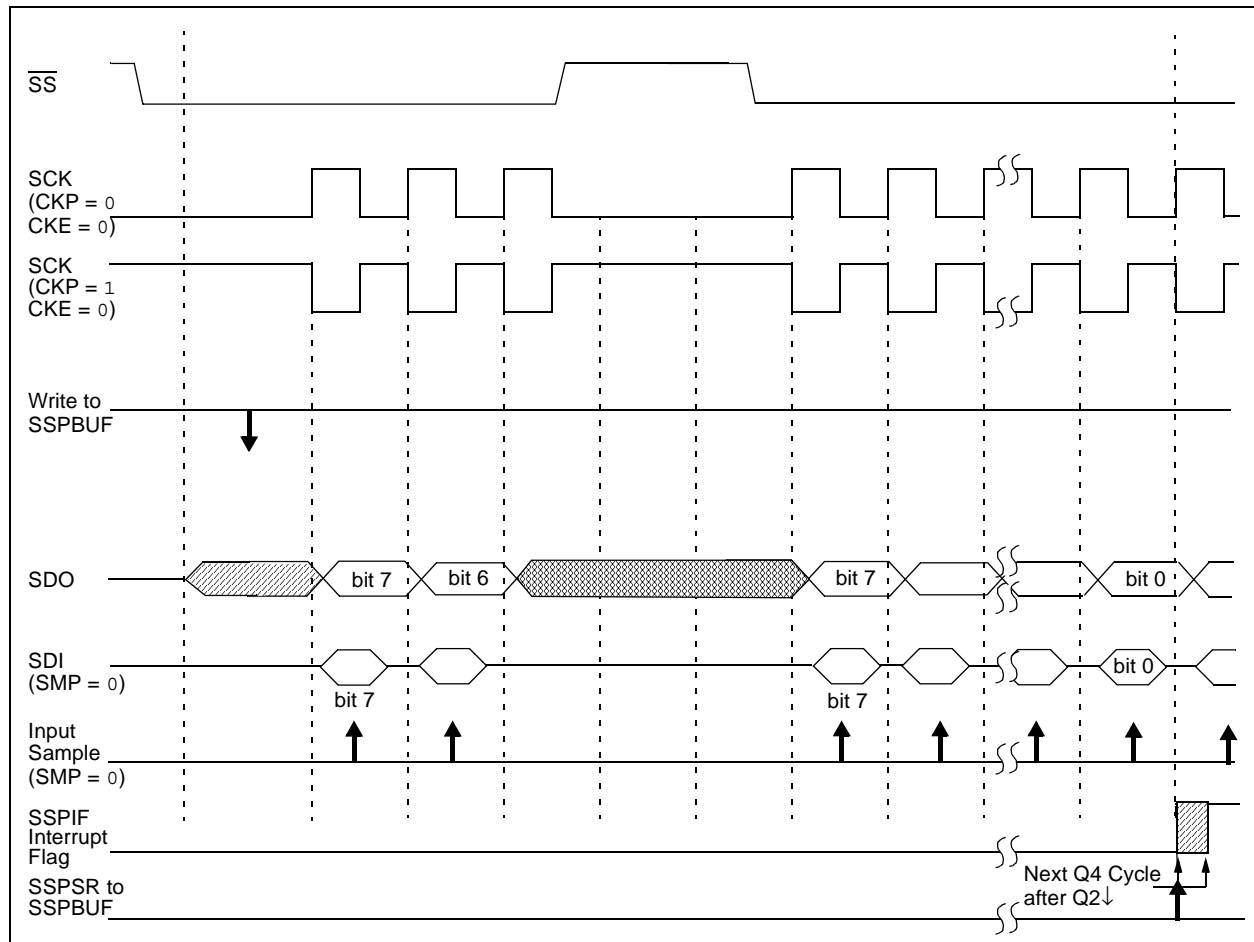 SS
SCK
(CKP = 0
CKE = 0)
SCK
(CKP = 1
CKE = 0)
Write to
SSPBUF
SDO
bit 7
bit 6
bit 7
bit 0
SDI
(SMP = 0)
bit 0
bit 7
bit 7
Input
Sample
(SMP = 0)
SSPIF
Interrupt
Flag
SSPSR to
SSPBUF
Next Q4 Cycle
after Q2↓